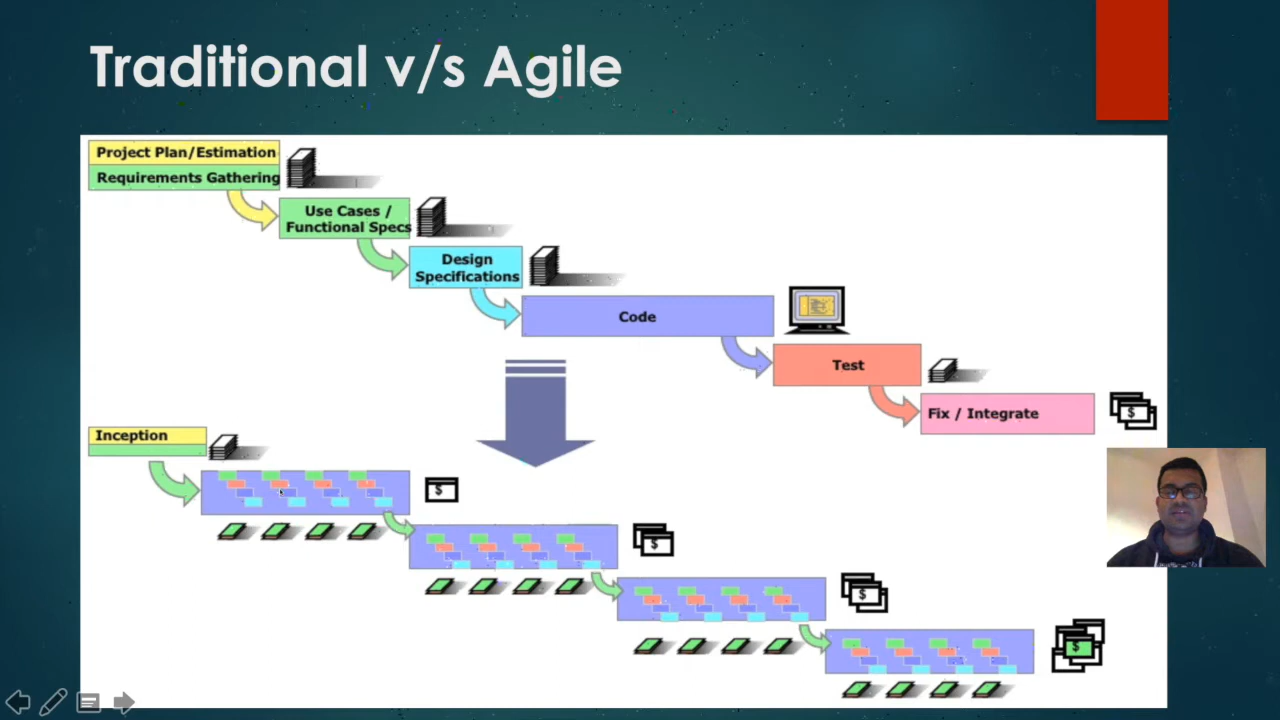 Traditional v/s Agile
Project Plan/Estimation
Requirements Gathering
Use Cases /
Functional Specs
Design
Specifications
Code
Test
Fix / Integrate
$
Inception
$
$
$
$